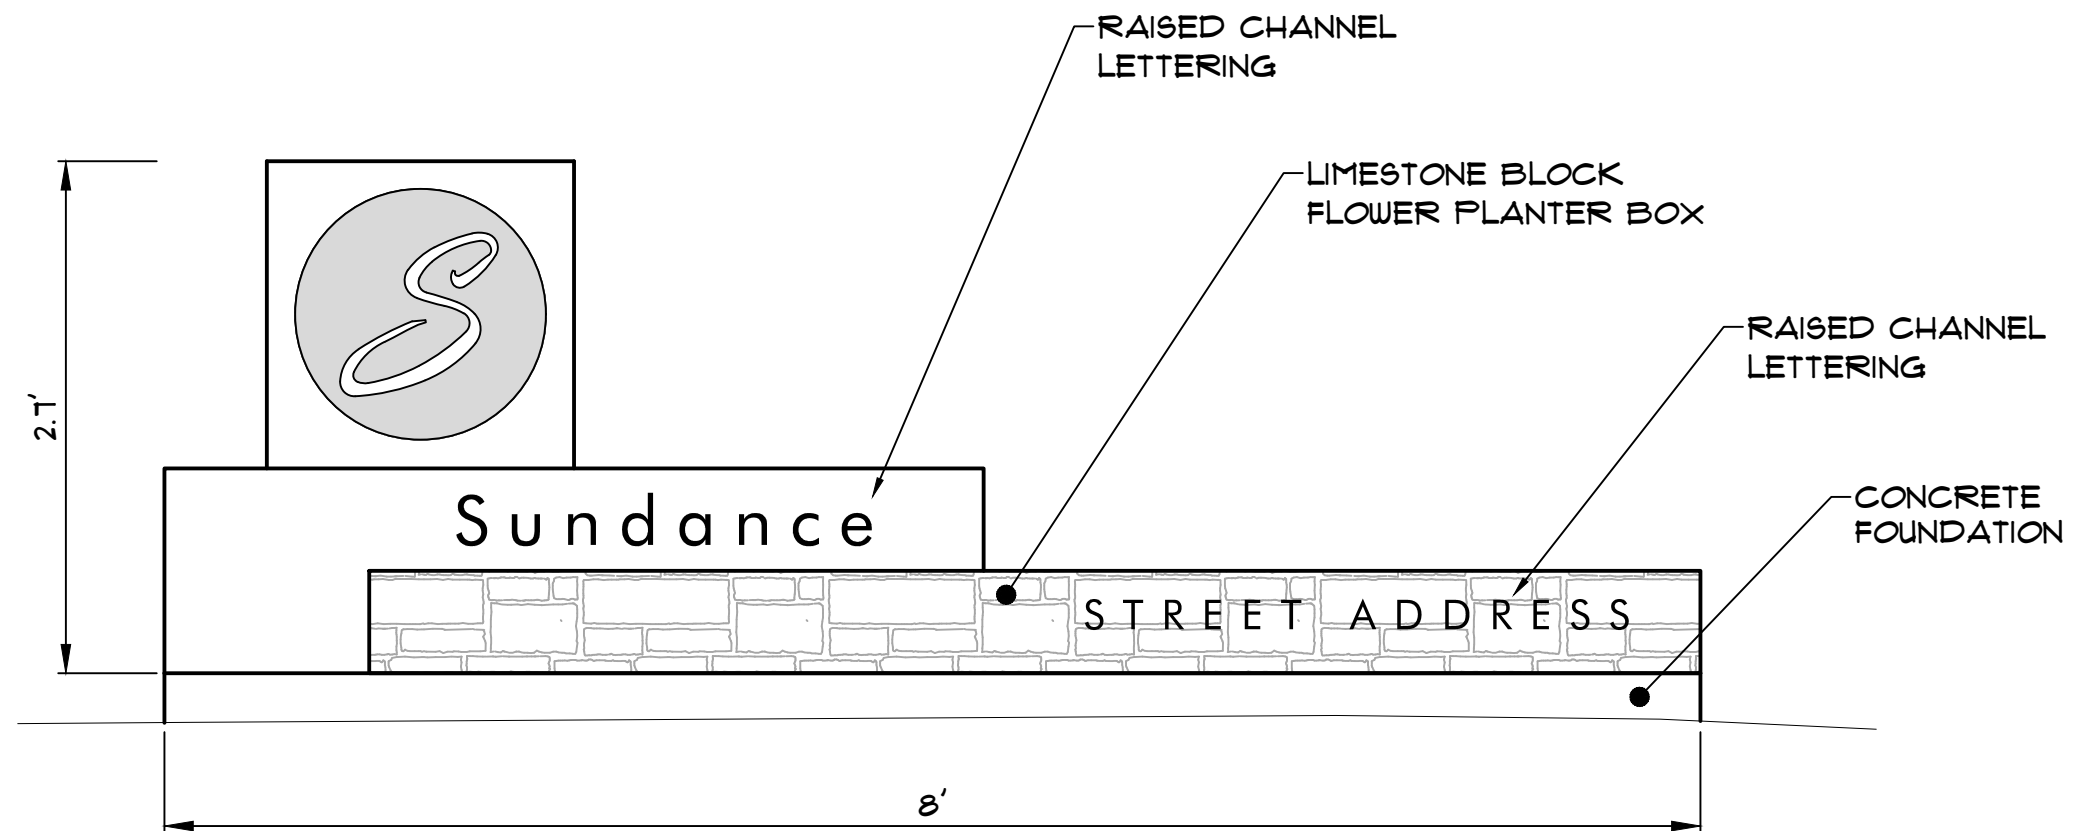 RAISED CHANNEL
LETTERING
LIMESTONE BLOCK
FLOWER PLANTER BOX
S
RAISED CHANNEL
LETTERING
2.7'
Sundance
CONCRETE
FOUNDATION
STREET ADDRESS
8'